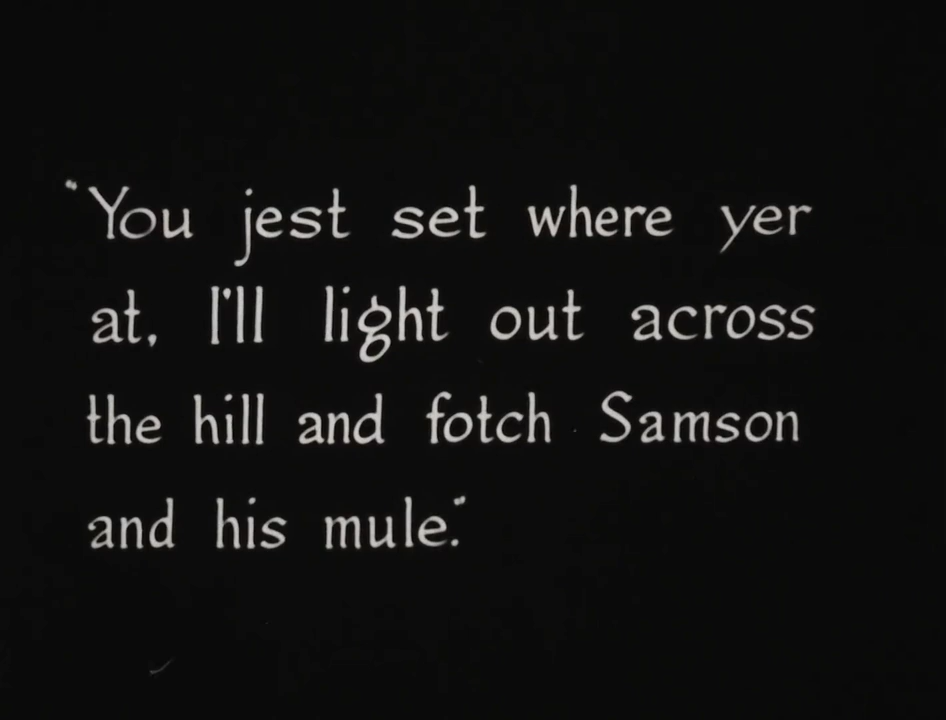 "You jest set where yer
at, I'll light out across
the hill and fotch Samson
and his mule."